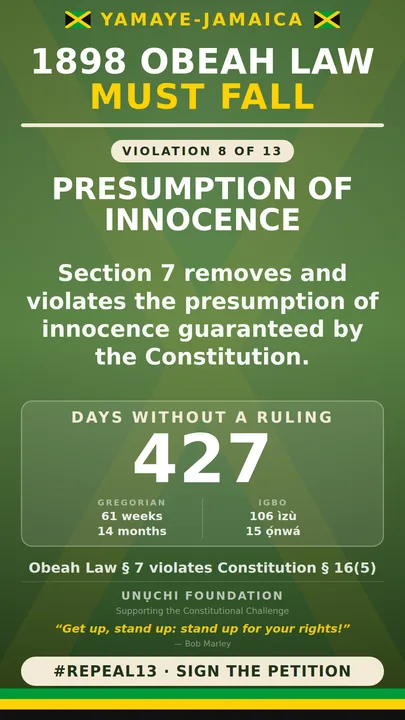 YAMAYE-JAMAICA
1898 OBEAH LAW
MUST FALL
VIOLATION 8 OF 13
PRESUMPTION OF
INNOCENCE
Section 7 removes and
violates the presumption of
innocence guaranteed by
the Constitution.
DAYS WITHOUT A RULING
427
GREGORIAN
61 weeks
14 months
IGBO
106 ìzù
15 ọ́nwá
Obeah Law § 7 violates Constitution § 16(5)
UNỤCHI FOUNDATION
Supporting the Constitutional Challenge
“Get up, stand up: stand up for your rights!”
— Bob Marley
#REPEAL13 · SIGN THE PETITION